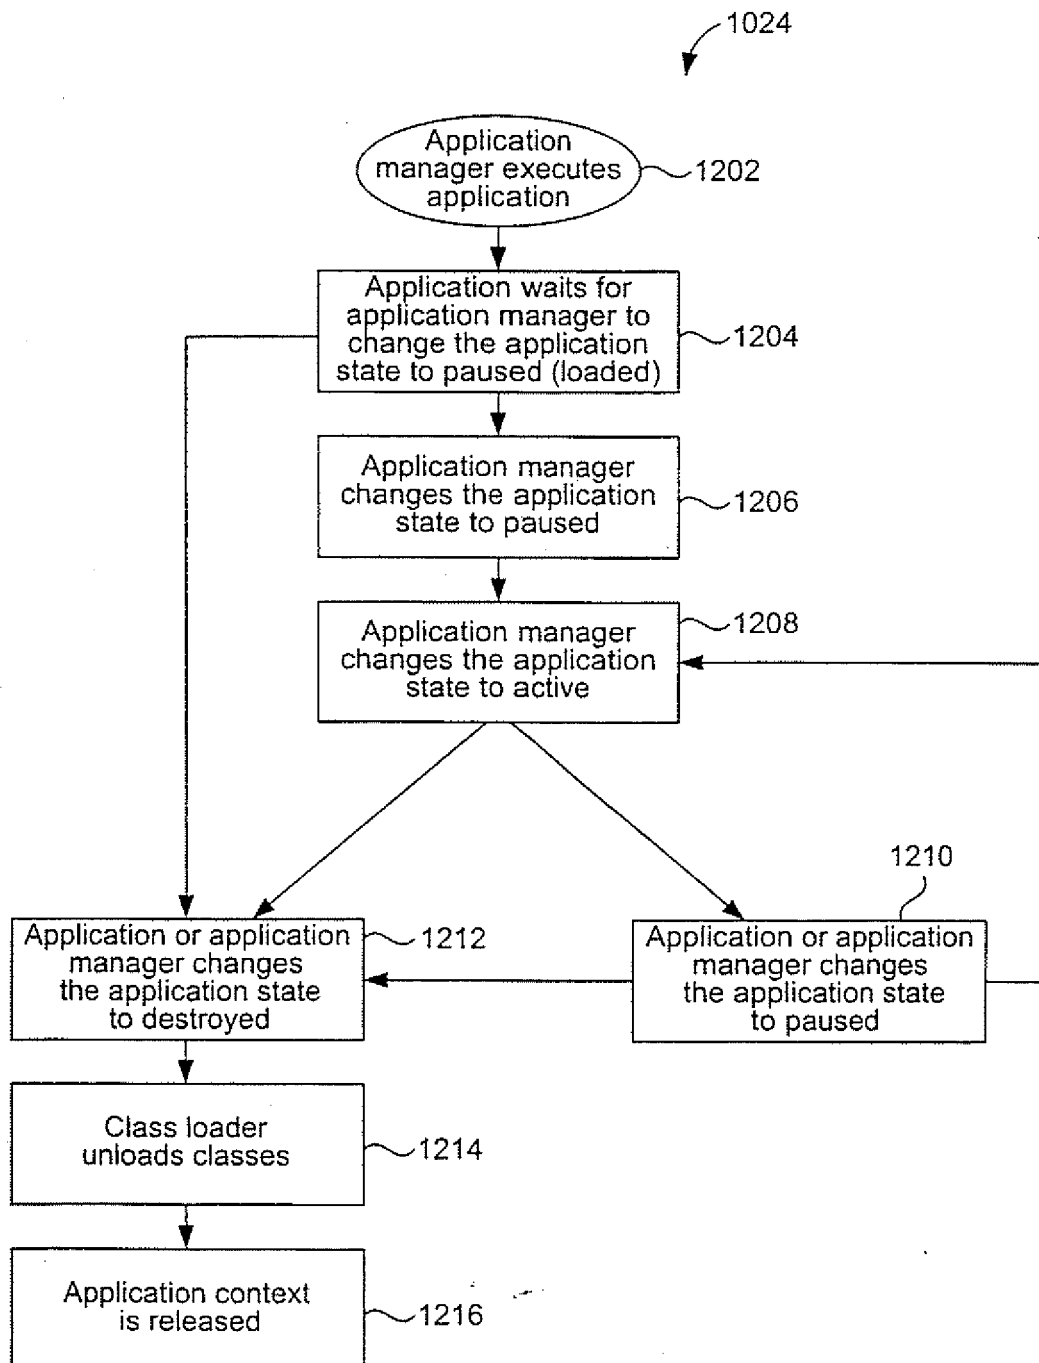 1024
Application
manager executes
application
1202
Application waits for
application manager to
change the application
state to paused (loaded)
1204
Application manager
changes the application
state to paused
1206
Application manager
changes the application
state to active
1208
1210
Application or application
manager changes
the application state
to destroyed
1212
Application or application
manager changes
the application state
to paused
Class loader
unloads classes
1214
Application context
is released
1216